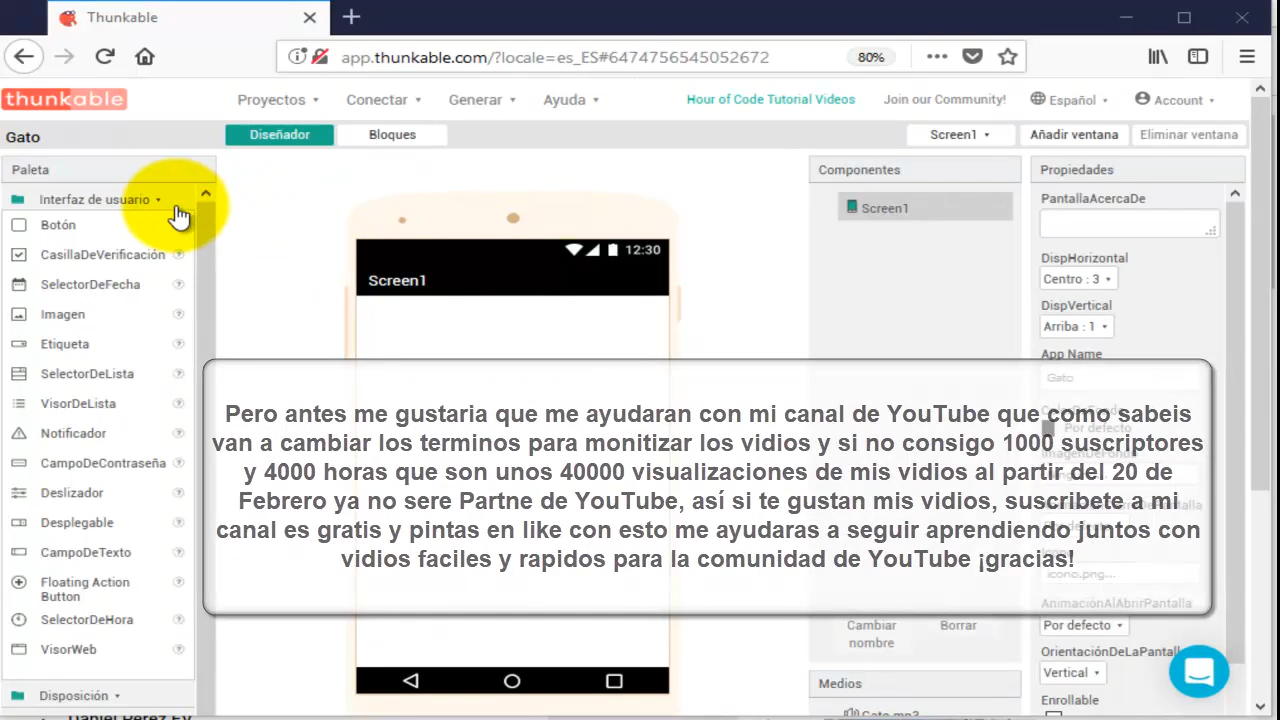 Thunkable
app.thunkable.com/?locale=es_ES#6474756545052672
80%
thunkable
Proyectos
Conectar
Generar
Ayuda
Hour of Code Tutorial Videos
Join our Community!
Español
Account
Gato
Diseñador
Bloques
Screen1
Añadir ventana
Eliminar ventana
Paleta
Interfaz de usuario
Botón
CasillaDeVerificación
SelectorDeFecha
Imagen
Etiqueta
SelectorDeLista
VisorDeLista
Notificador
CampoDeContraseña
Deslizador
Desplegable
CampoDeTexto
Floating Action
Button
SelectorDeHora
VisorWeb
Disposición
12:30
Screen1
Pero antes me gustaria que me ayudaran con mi canal de YouTube que como sabeis
van a cambiar los terminos para monitizar los vidios y si no consigo 1000 suscriptores
y 4000 horas que son unos 40000 visualizaciones de mis vidios al partir del 20 de
Febrero ya no sere Partne de YouTube, así si te gustan mis vidios, suscribete a mi
canal es gratis y pintas en like con esto me ayudaras a seguir aprendiendo juntos con
vidios faciles y rapidos para la comunidad de YouTube ¡gracias!
Componentes
Screen1
Cambiar
nombre
Borrar
Medios
Gato.mp3
Propiedades
PantallaAcercaDe
DispHorizontal
Centro : 3
DispVertical
Arriba : 1
App Name
Gato
Por defecto
ImagenDeFondo
icono.png...
AnimaciónAlAbrirPantalla
Por defecto
OrientaciónDeLaPantall
Vertical
Enrollable